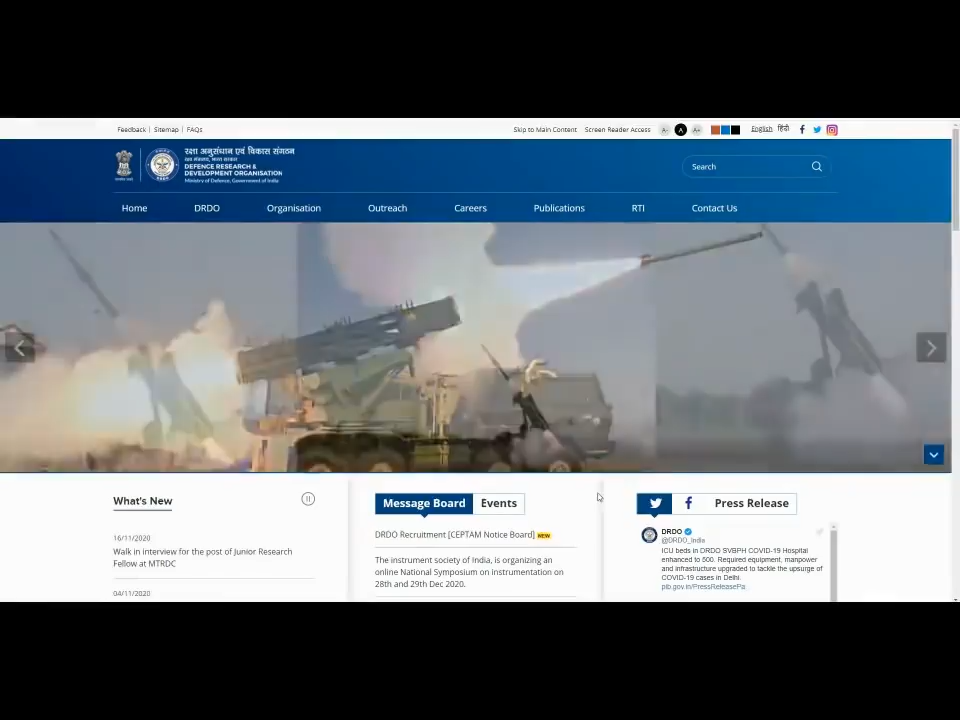 Feedback | Sitemap | FAQs
Skip to Main Content Screen Reader Access A- A A+ English हिंदी
रक्षा अनुसंधान एवं विकास संगठन
रक्षा मंत्रालय, भारत सरकार
DEFENCE RESEARCH &
DEVELOPMENT ORGANISATION
Ministry of Defence, Government of India
Search
Home DRDO Organisation Outreach Careers Publications RTI Contact Us
What's New
16/11/2020
Walk in interview for the post of Junior Research
Fellow at MTRDC
04/11/2020
Message Board Events
DRDO Recruitment [CEPTAM Notice Board] NEW
The instrument society of India, is organizing an
online National Symposium on instrumentation on
28th and 29th Dec 2020.
Press Release
DRDO
@DRDO_India
ICU beds in DRDO SVBPH COVID-19 Hospital
enhanced to 500. Required equipment, manpower
and infrastructure upgraded to tackle the upsurge of
COVID-19 cases in Delhi.
pib.gov.in/PressReleasePa